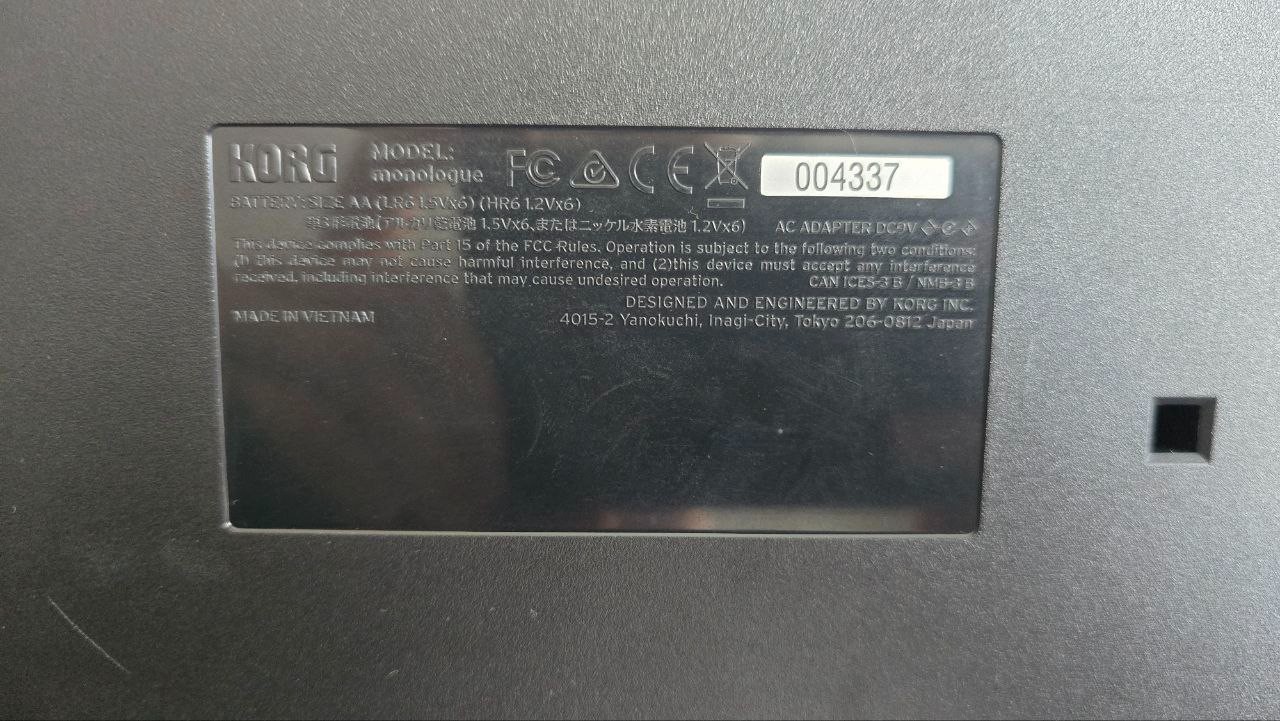 KORG MODEL: monologue FC CE 004337
BATTERY: SIZE AA (LR6 1.5Vx6) (HR6 1.2Vx6)
単3形電池(アルカリ乾電池 1.5Vx6、またはニッケル水素電池 1.2Vx6) AC ADAPTER DC9V
This device complies with Part 15 of the FCC Rules. Operation is subject to the following two conditions:
(1) this device may not cause harmful interference, and (2)this device must accept any interference
received, including interference that may cause undesired operation. CAN ICES-3 B / NMB-3 B
DESIGNED AND ENGINEERED BY KORG INC.
MADE IN VIETNAM 4015-2 Yanokuchi, Inagi-City, Tokyo 206-0812 Japan